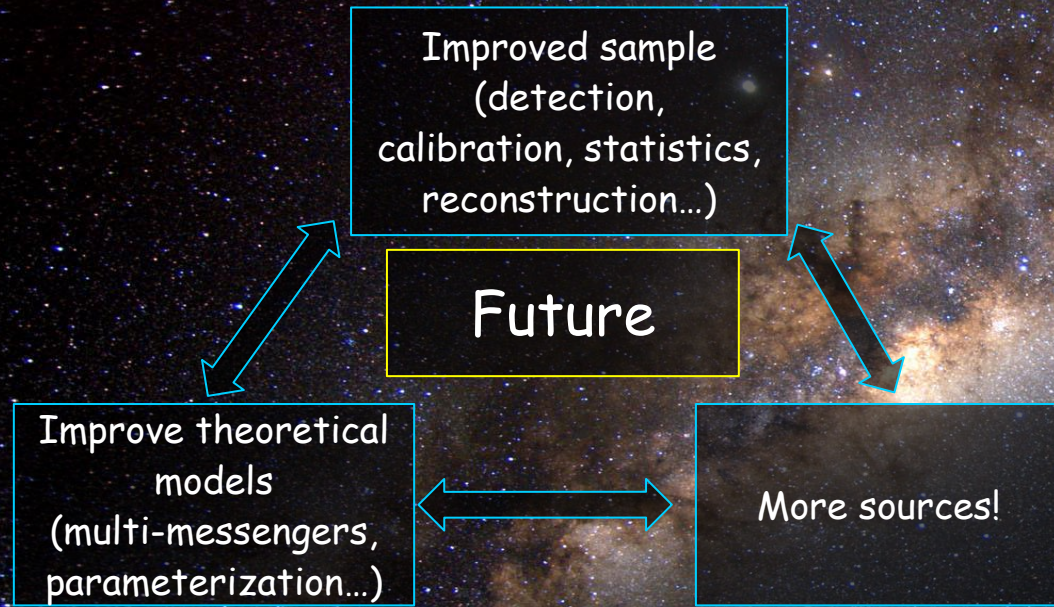 Improved sample
(detection,
calibration, statistics,
reconstruction…)
Future
Improve theoretical
models
(multi-messengers,
parameterization…)
More sources!